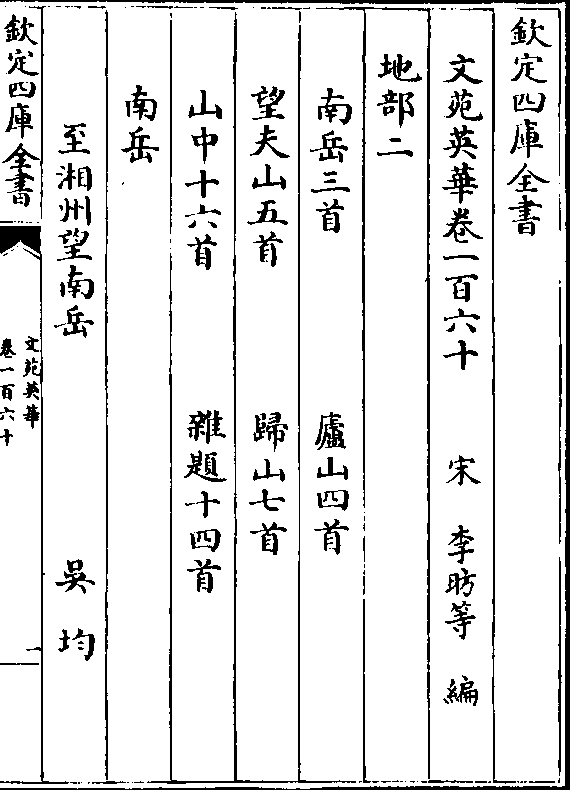 欽定四庫全書
文苑英華卷一百六十 宋 李昉等 編
地部二
南岳三首 廬山四首
望夫山五首 歸山七首
山中十六首 雜題十四首
南岳
至湘州望南岳 吳均
欽定四庫全書
文苑英華
卷一百六十
一